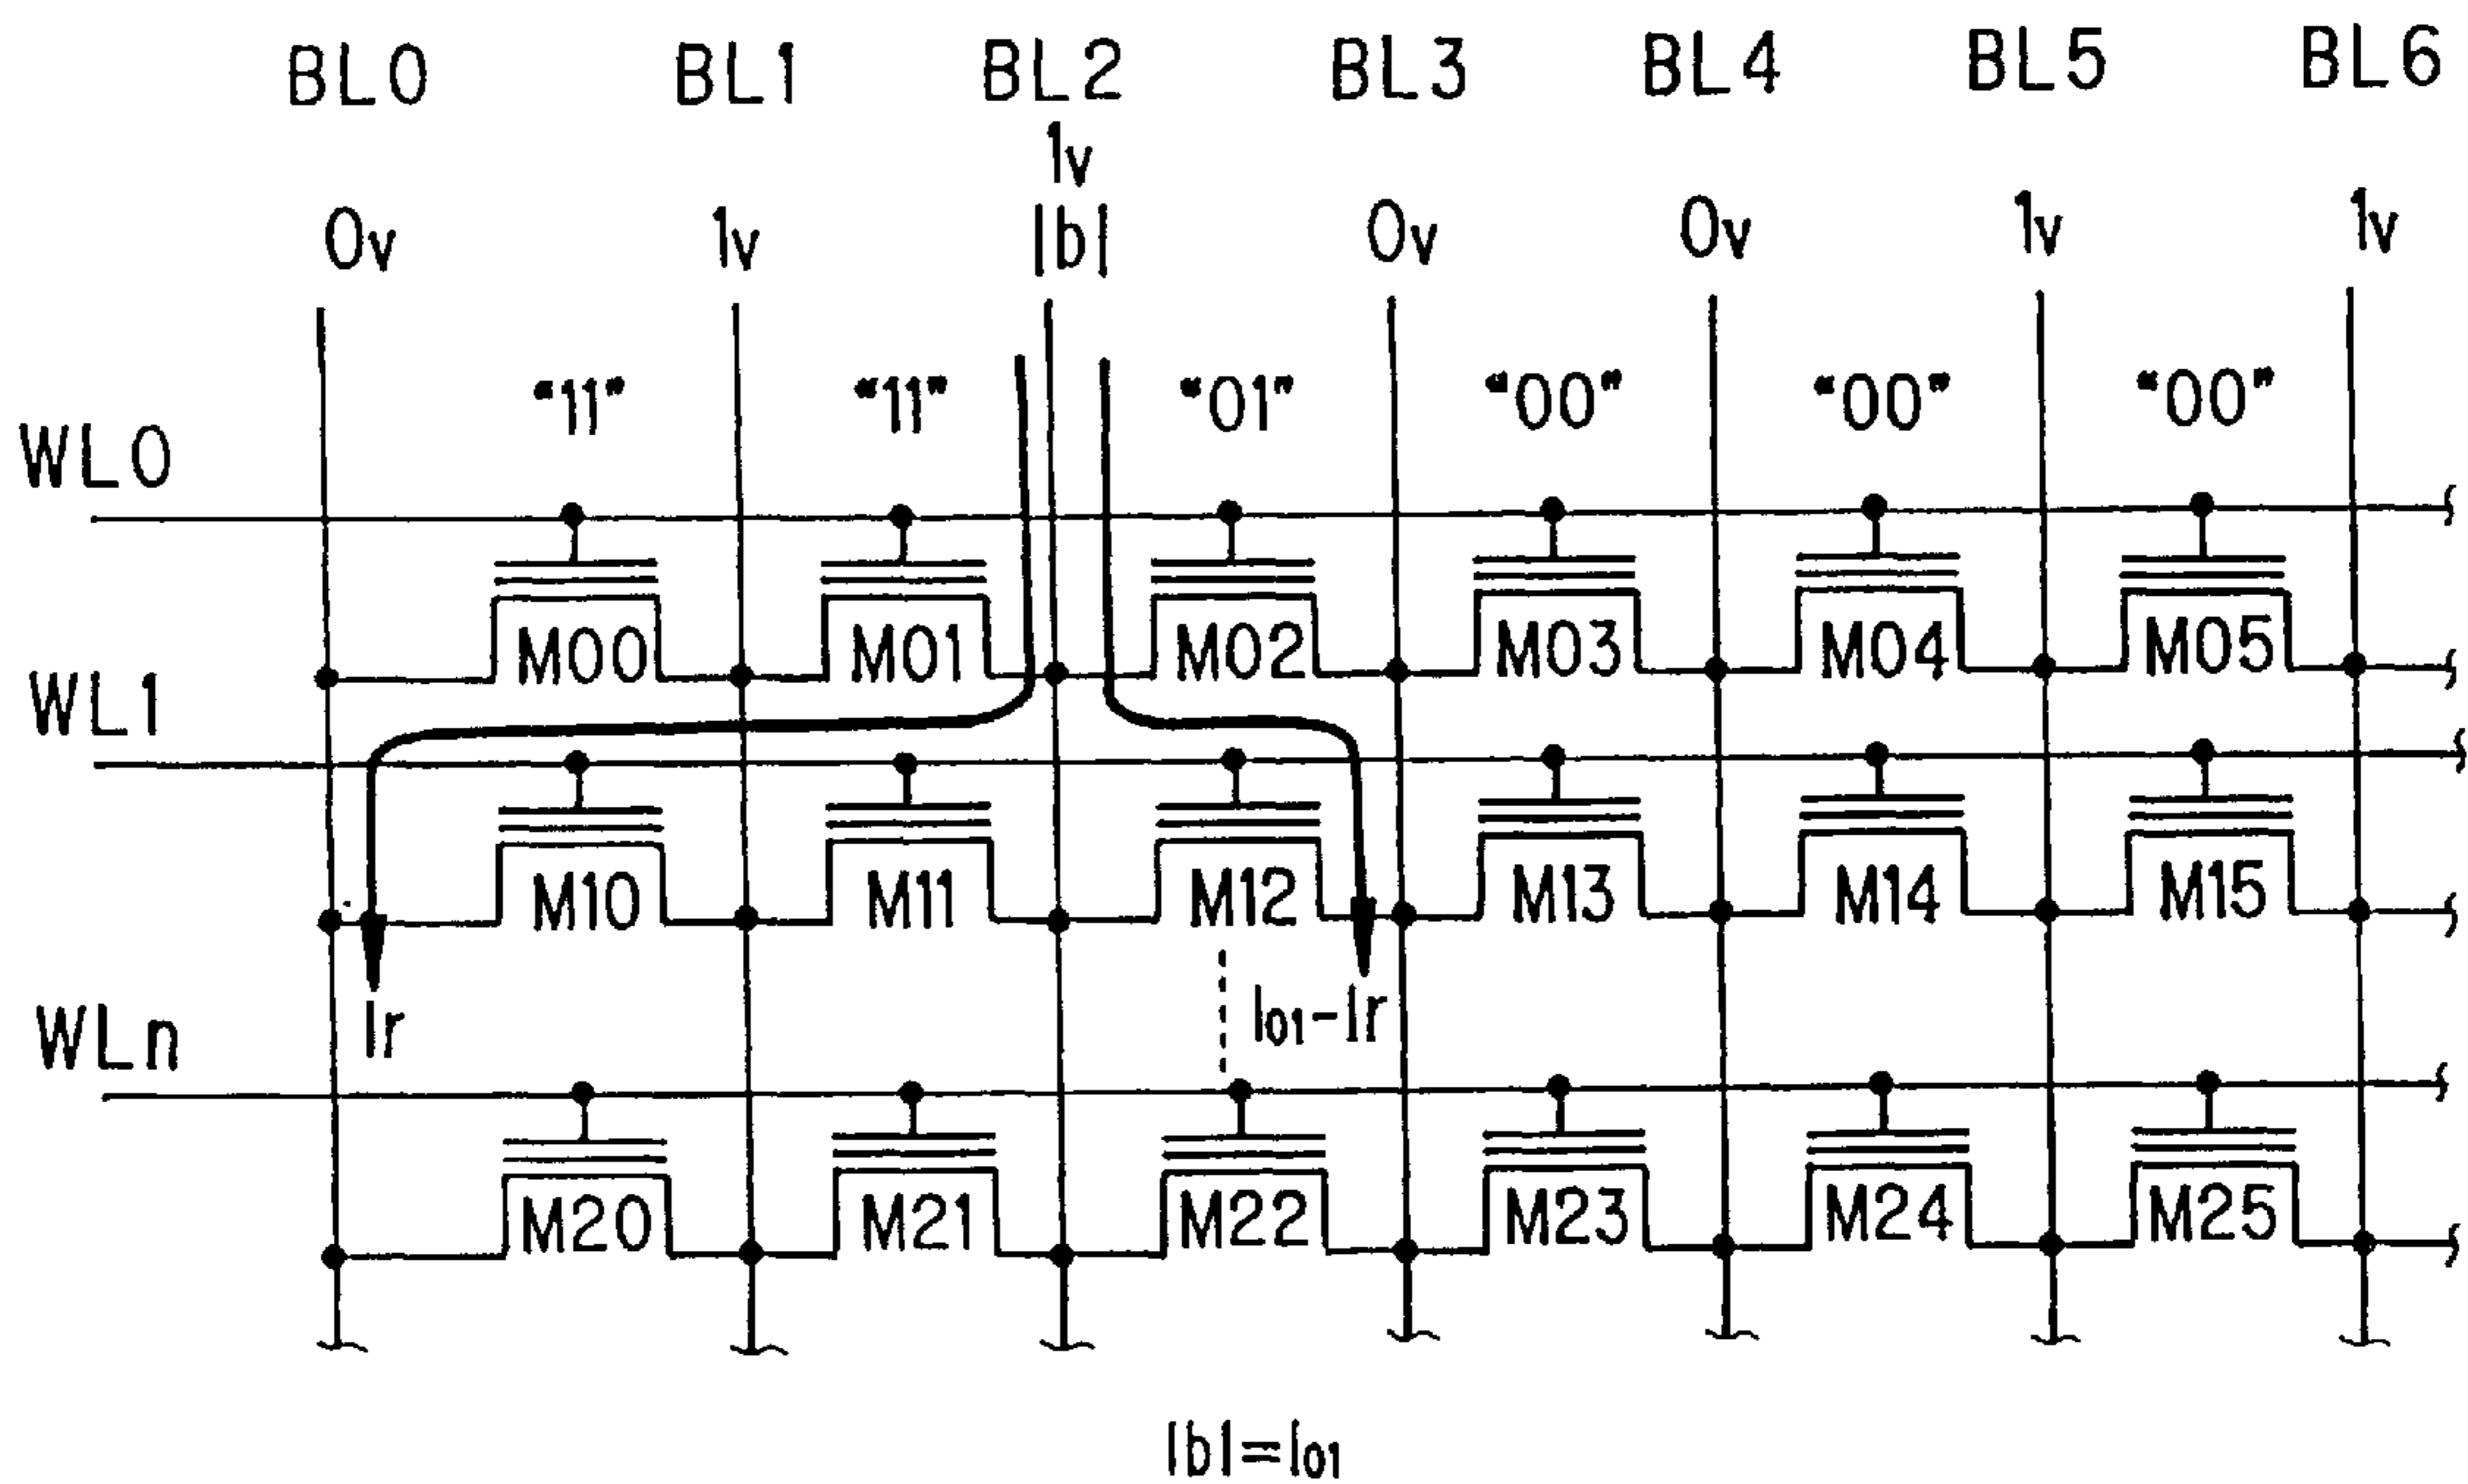 BL0 BL1 BL2 BL3 BL4 BL5 BL6
1v
0v 1v |b| 0v 0v 1v 1v
“11” “11” “01” “00” “00” “00”
WL0
M00 M01 M02 M03 M04 M05
WL1
M10 M11 M12 M13 M14 M15
Ir I01-Ir
WLn
M20 M21 M22 M23 M24 M25
|b|=I01